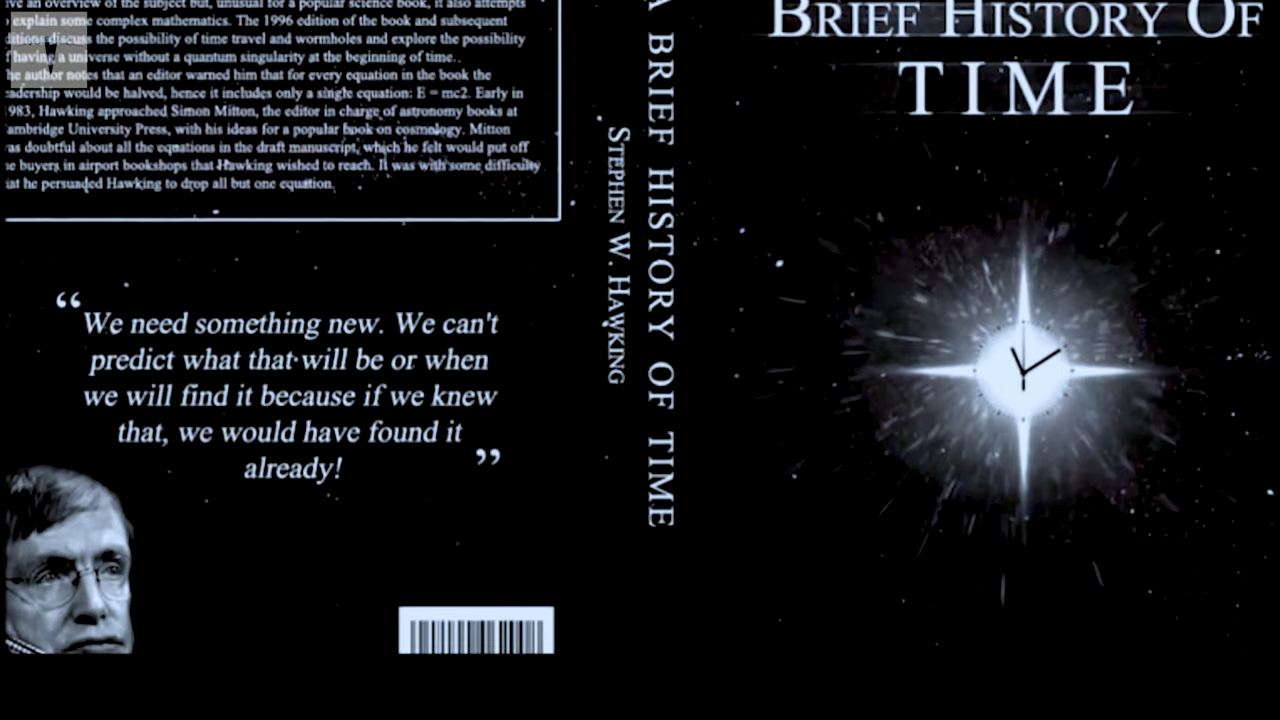 ive an overview of the subject but, unusual for a popular science book, it also attempts
explain some complex mathematics. The 1996 edition of the book and subsequent
ditions discuss the possibility of time travel and wormholes and explore the possibility
f having a universe without a quantum singularity at the beginning of time..
he author notes that an editor warned him that for every equation in the book the
eadership would be halved, hence it includes only a single equation: E = mc2. Early in
983, Hawking approached Simon Mitton, the editor in charge of astronomy books at
ambridge University Press, with his ideas for a popular book on cosmology. Mitton
as doubtful about all the equations in the draft manuscript, which he felt would put off
e buyers in airport bookshops that Hawking wished to reach. It was with some difficulty
at he persuaded Hawking to drop all but one equation.
“We need something new. We can't
predict what that will be or when
we will find it because if we knew
that, we would have found it
already!”
A BRIEF HISTORY OF TIME
STEPHEN W. HAWKING
BRIEF HISTORY OF
TIME